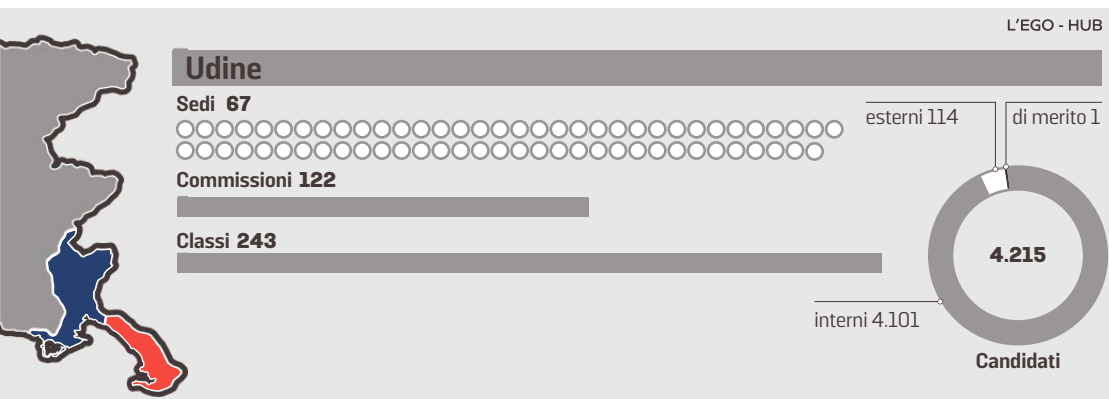 L'EGO - HUB
Udine
Sedi 67
esterni 114
di merito 1
Commissioni 122
Classi 243
4.215
interni 4.101
Candidati